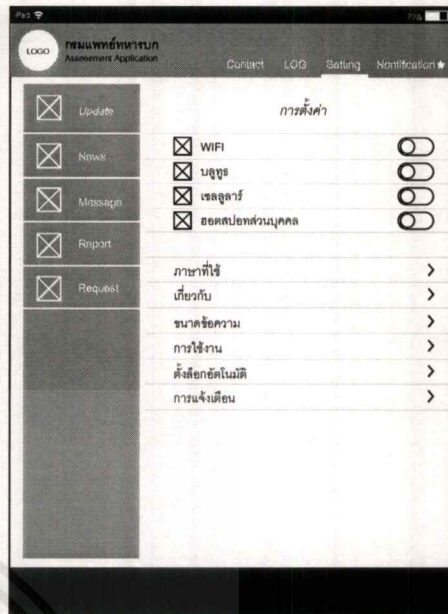 iPad 70%
LOGO กรมแพทย์ทหารบก
Assesement Application
Contact LOG Setting Nontification
Update
News
Message
Report
Request
การตั้งค่า
WIFI
บลูทูธ
เซลลูลาร์
ฮอตสปอทส่วนบุคคล
ภาษาที่ใช้
เกี่ยวกับ
ขนาดข้อความ
การใช้งาน
ตั้งล็อกอัตโนมัติ
การแจ้งเตือน